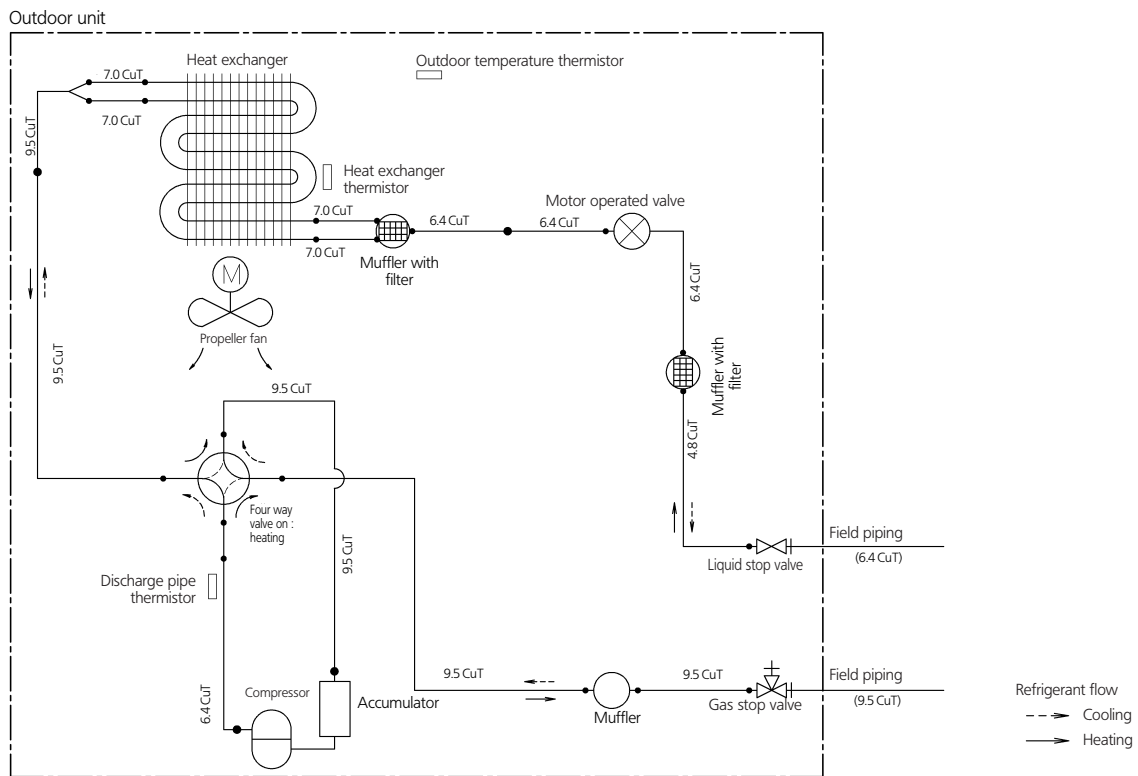 Outdoor unit
Heat exchanger
Outdoor temperature thermistor
7.0 CuT
7.0 CuT
9.5 CuT
Heat exchanger
thermistor
7.0 CuT
7.0 CuT
6.4 CuT
6.4 CuT
Motor operated valve
Muffler with
filter
M
Propeller fan
6.4 CuT
9.5 CuT
9.5 CuT
Muffler with
filter
4.8 CuT
Four way
valve on :
heating
9.5 CuT
Field piping
(6.4 CuT)
Liquid stop valve
Discharge pipe
thermistor
6.4 CuT
Compressor
Accumulator
9.5 CuT
Muffler
9.5 CuT
Gas stop valve
Field piping
(9.5 CuT)
Refrigerant flow
Cooling
Heating